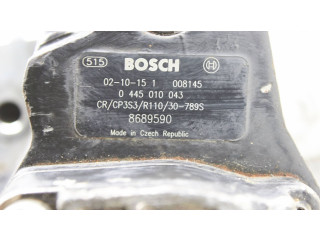 515 BOSCH
02-10-15 1 008145
0 445 010 043
CR/CP3S3/R110/30-789S
8689590
Made in Czech Republic